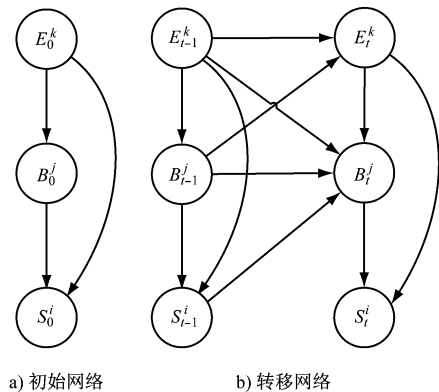 E_0^k
E_{t-1}^k
E_t^k
B_0^j
B_{t-1}^j
B_t^j
S_0^i
S_{t-1}^i
S_t^i
a) 初始网络
b) 转移网络